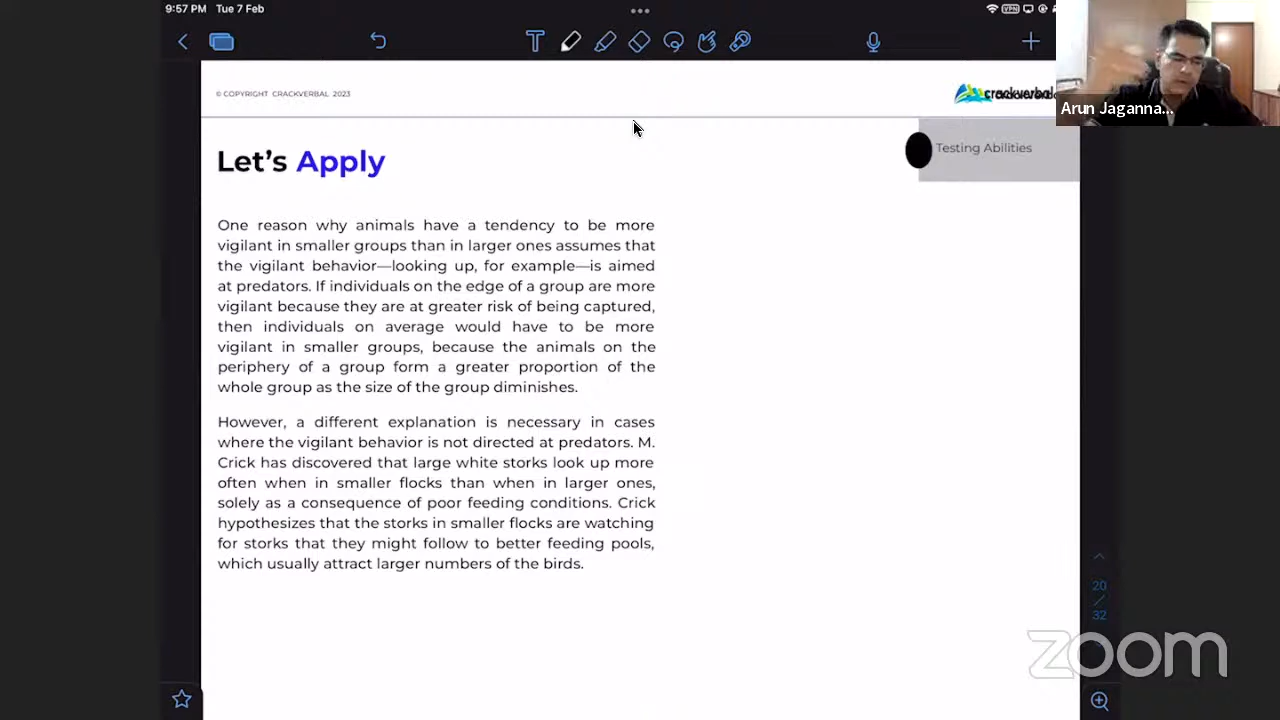 9:57 PM Tue 7 Feb
VPN
© COPYRIGHT CRACKVERBAL 2023
crackverbal
Arun Jaganna...
Testing Abilities
Let's Apply
One reason why animals have a tendency to be more
vigilant in smaller groups than in larger ones assumes that
the vigilant behavior—looking up, for example—is aimed
at predators. If individuals on the edge of a group are more
vigilant because they are at greater risk of being captured,
then individuals on average would have to be more
vigilant in smaller groups, because the animals on the
periphery of a group form a greater proportion of the
whole group as the size of the group diminishes.
However, a different explanation is necessary in cases
where the vigilant behavior is not directed at predators. M.
Crick has discovered that large white storks look up more
often when in smaller flocks than when in larger ones,
solely as a consequence of poor feeding conditions. Crick
hypothesizes that the storks in smaller flocks are watching
for storks that they might follow to better feeding pools,
which usually attract larger numbers of the birds.
20
/
32
zoom